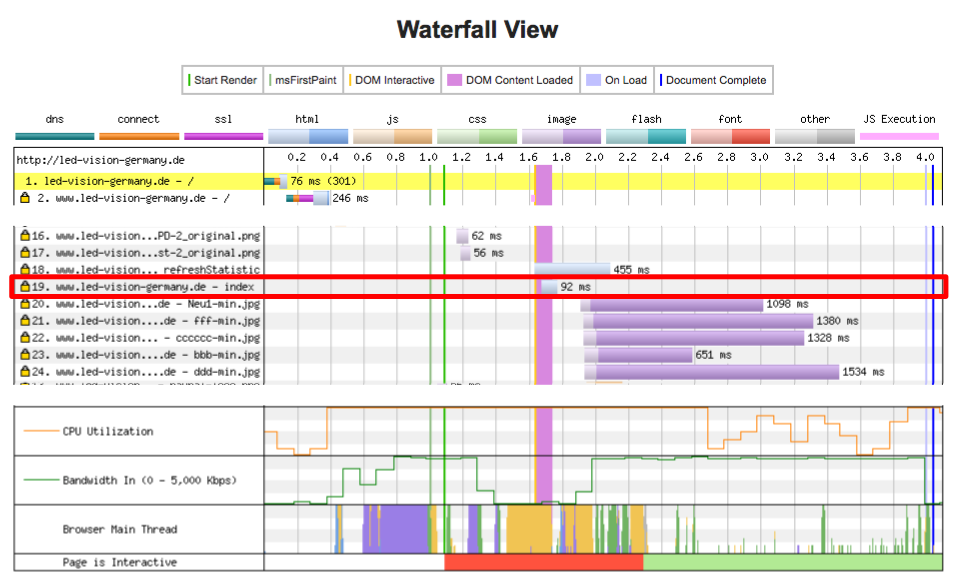 Waterfall View
Start Render msFirstPaint DOM Interactive DOM Content Loaded On Load Document Complete
dns connect ssl html js css image flash font other JS Execution
http://led-vision-germany.de 0.2 0.4 0.6 0.8 1.0 1.2 1.4 1.6 1.8 2.0 2.2 2.4 2.6 2.8 3.0 3.2 3.4 3.6 3.8 4.0
1. led-vision-germany.de - / 76 ms (301)
2. www.led-vision-germany.de - / 246 ms
16. www.led-vision...PD-2_original.png 62 ms
17. www.led-vision...st-2_original.png 56 ms
18. www.led-vision... refreshStatistic 455 ms
19. www.led-vision-germany.de - index 92 ms
20. www.led-vision...de - Neu1-min.jpg 1098 ms
21. www.led-vision....de - fff-min.jpg 1380 ms
22. www.led-vision... - cccccc-min.jpg 1328 ms
23. www.led-vision....de - bbb-min.jpg 651 ms
24. www.led-vision....de - ddd-min.jpg 1534 ms
CPU Utilization
Bandwidth In (0 - 5,000 Kbps)
Browser Main Thread
Page is Interactive